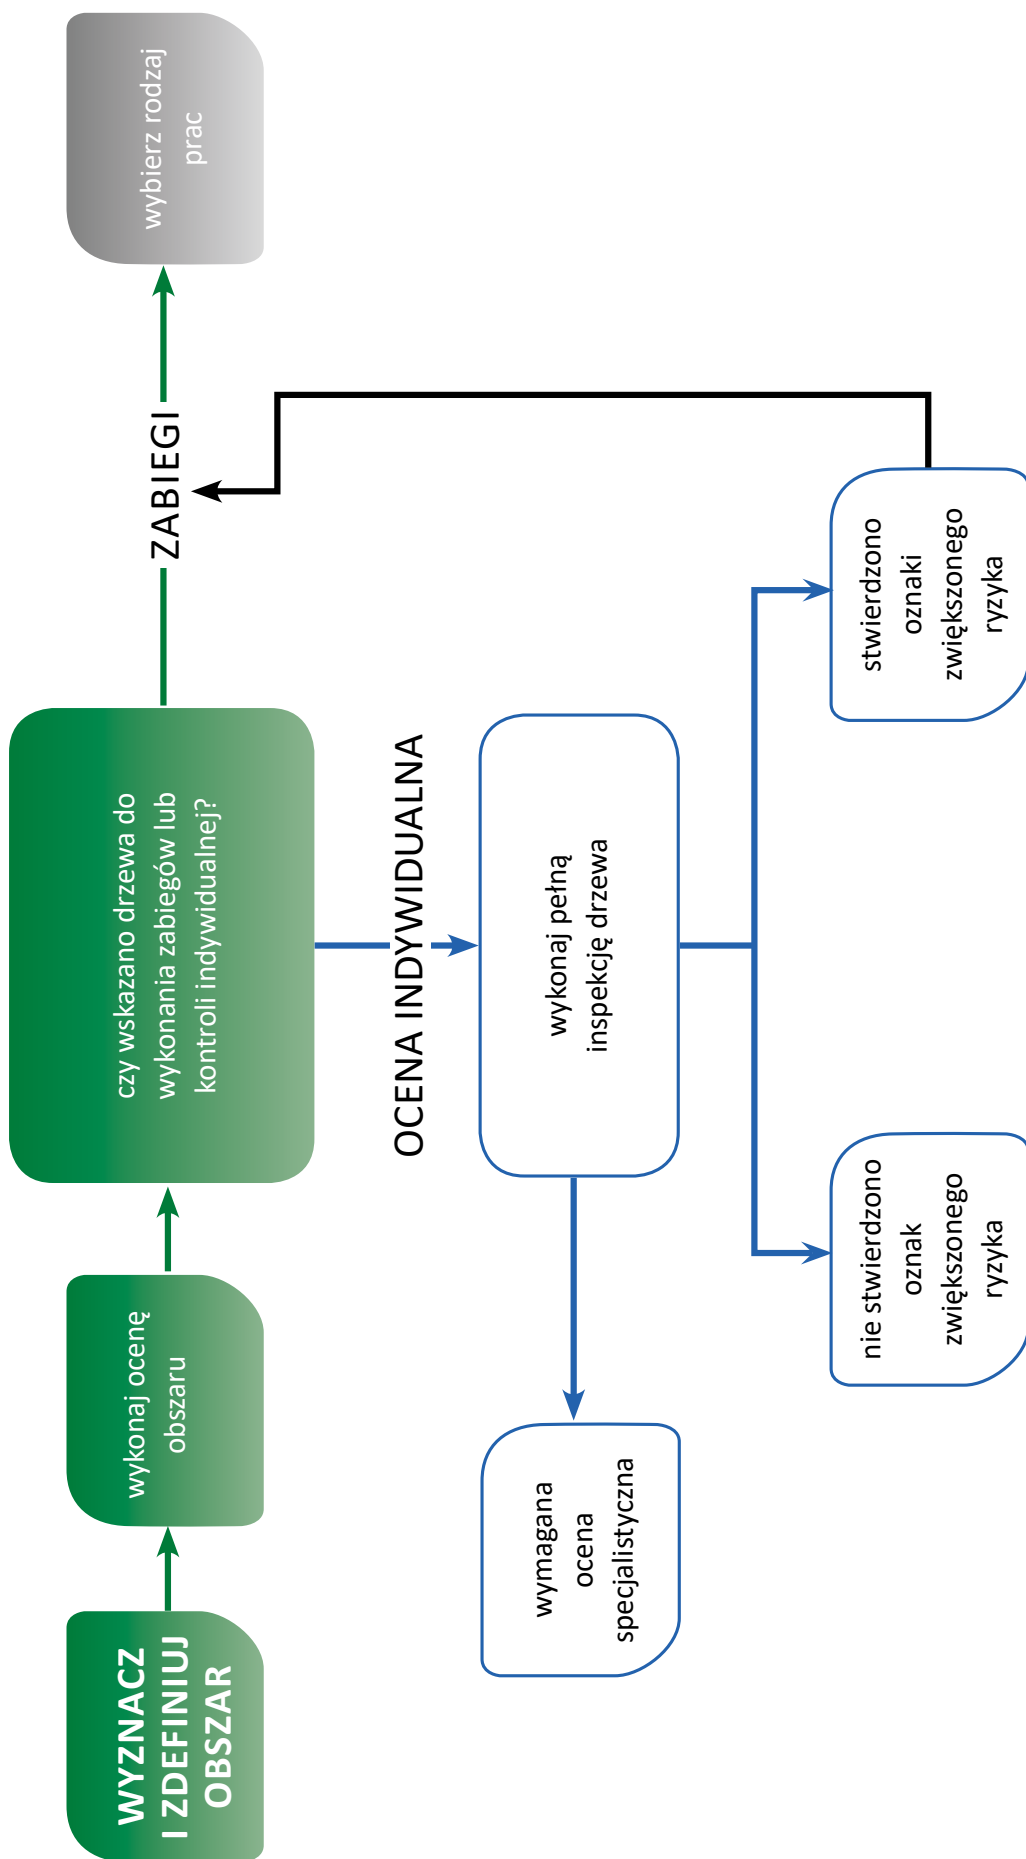 WYZNACZ
I ZDEFINIUJ
OBSZAR
wykonaj ocenę
obszaru
czy wskazano drzewa do
wykonania zabiegów lub
kontroli indywidualnej?
ZABIEGI
wybierz rodzaj
prac
OCENA INDYWIDUALNA
wymagana
ocena
specjalistyczna
wykonaj pełną
inspekcję drzewa
nie stwierdzono
oznak
zwiększonego
ryzyka
stwierdzono
oznaki
zwiększonego
ryzyka